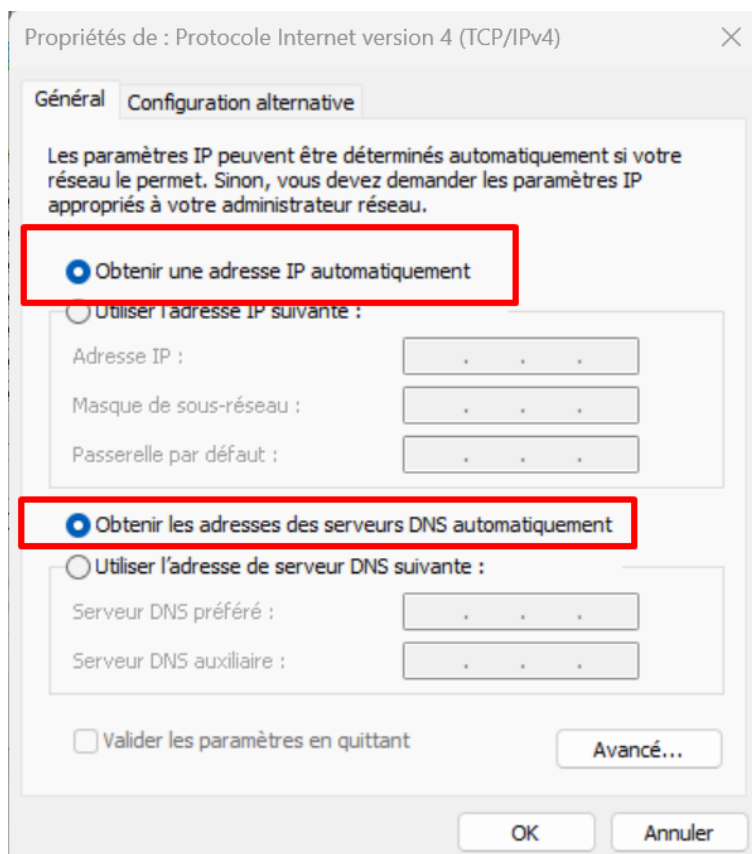 Propriétés de : Protocole Internet version 4 (TCP/IPv4)
Général Configuration alternative
Les paramètres IP peuvent être déterminés automatiquement si votre
réseau le permet. Sinon, vous devez demander les paramètres IP
appropriés à votre administrateur réseau.
Obtenir une adresse IP automatiquement
Utiliser l'adresse IP suivante :
Adresse IP :
Masque de sous-réseau :
Passerelle par défaut :
Obtenir les adresses des serveurs DNS automatiquement
Utiliser l'adresse de serveur DNS suivante :
Serveur DNS préféré :
Serveur DNS auxiliaire :
Valider les paramètres en quittant
Avancé...
OK Annuler